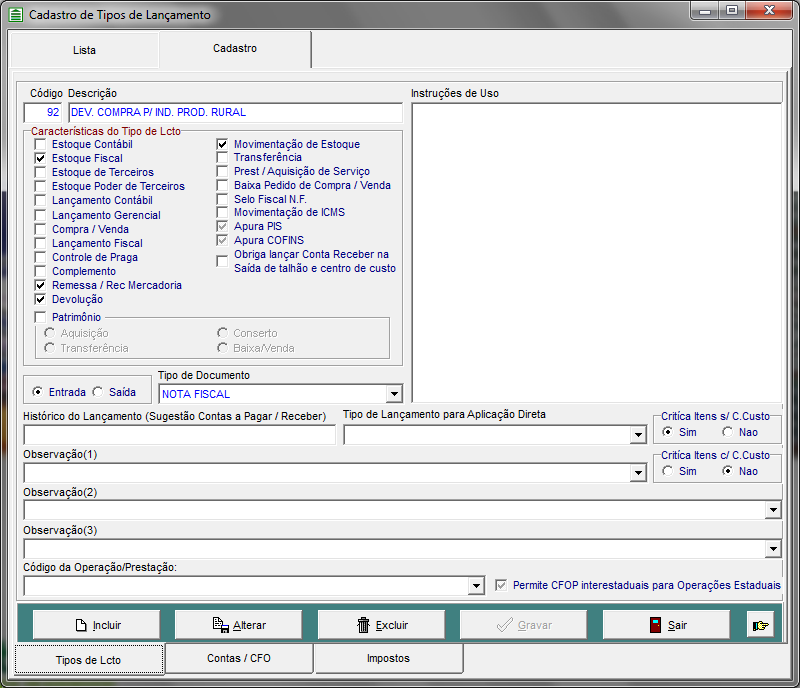 Cadastro de Tipos de Lançamento
Lista
Cadastro
Código Descrição
Instruções de Uso
92 DEV. COMPRA P/ IND. PROD. RURAL
Características do Tipo de Lcto
Estoque Contábil
Estoque Fiscal
Estoque de Terceiros
Estoque Poder de Terceiros
Lançamento Contábil
Lançamento Gerencial
Compra / Venda
Lançamento Fiscal
Controle de Praga
Complemento
Remessa / Rec Mercadoria
Devolução
Movimentação de Estoque
Transferência
Prest / Aquisição de Serviço
Baixa Pedido de Compra / Venda
Selo Fiscal N.F.
Movimentação de ICMS
Apura PIS
Apura COFINS
Obriga lançar Conta Receber na
Saída de talhão e centro de custo
Patrimônio
Aquisição
Conserto
Transferência
Baixa/Venda
Entrada
Saída
Tipo de Documento
NOTA FISCAL
Histórico do Lançamento (Sugestão Contas a Pagar / Receber)
Tipo de Lançamento para Aplicação Direta
Critíca Itens s/ C.Custo
Sim
Nao
Observação(1)
Critíca Itens c/ C.Custo
Sim
Nao
Observação(2)
Observação(3)
Código da Operação/Prestação:
Permite CFOP interestaduais para Operações Estaduais
Incluir
Alterar
Excluir
Gravar
Sair
Tipos de Lcto
Contas / CFO
Impostos